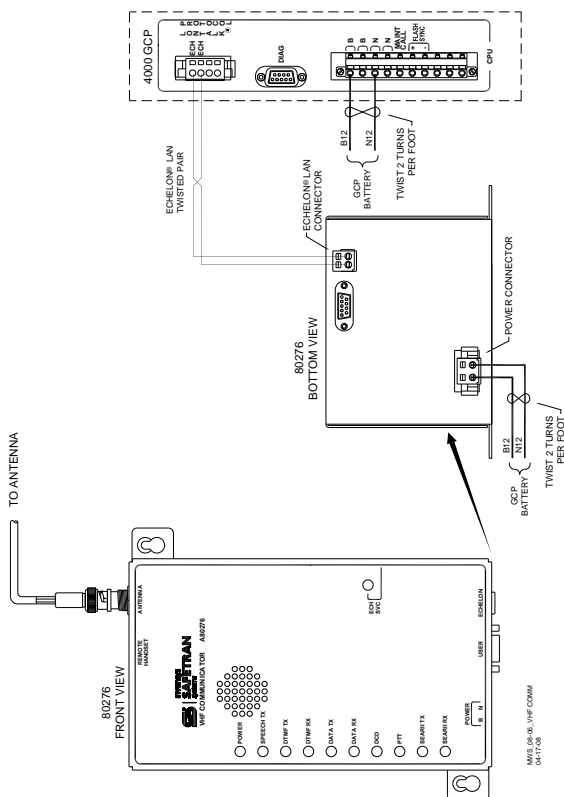 TO ANTENNA
80276
FRONT VIEW
REMOTE
HANDSET
ANTENNA
SAFETRAN
SYSTEMS
VHF COMMUNICATOR A80276
POWER
SPEECH TX
DTMF TX
DTMF RX
DATA TX
DATA RX
DCD
PTT
SEARII TX
SEARII RX
ECH
SVC
POWER
B N
USER
ECHELON
MWS_08-06_VHF COMM
04-17-08
80276
BOTTOM VIEW
ECHELON® LAN
CONNECTOR
POWER CONNECTOR
B12
N12
GCP
BATTERY
TWIST 2 TURNS
PER FOOT
ECHELON® LAN
TWISTED PAIR
4000 GCP
ECH
ECH
DIAG
B
B
N
N
MAINT
CALL
+ FLASH
- SYNC
CPU
B12
N12
GCP
BATTERY
TWIST 2 TURNS
PER FOOT